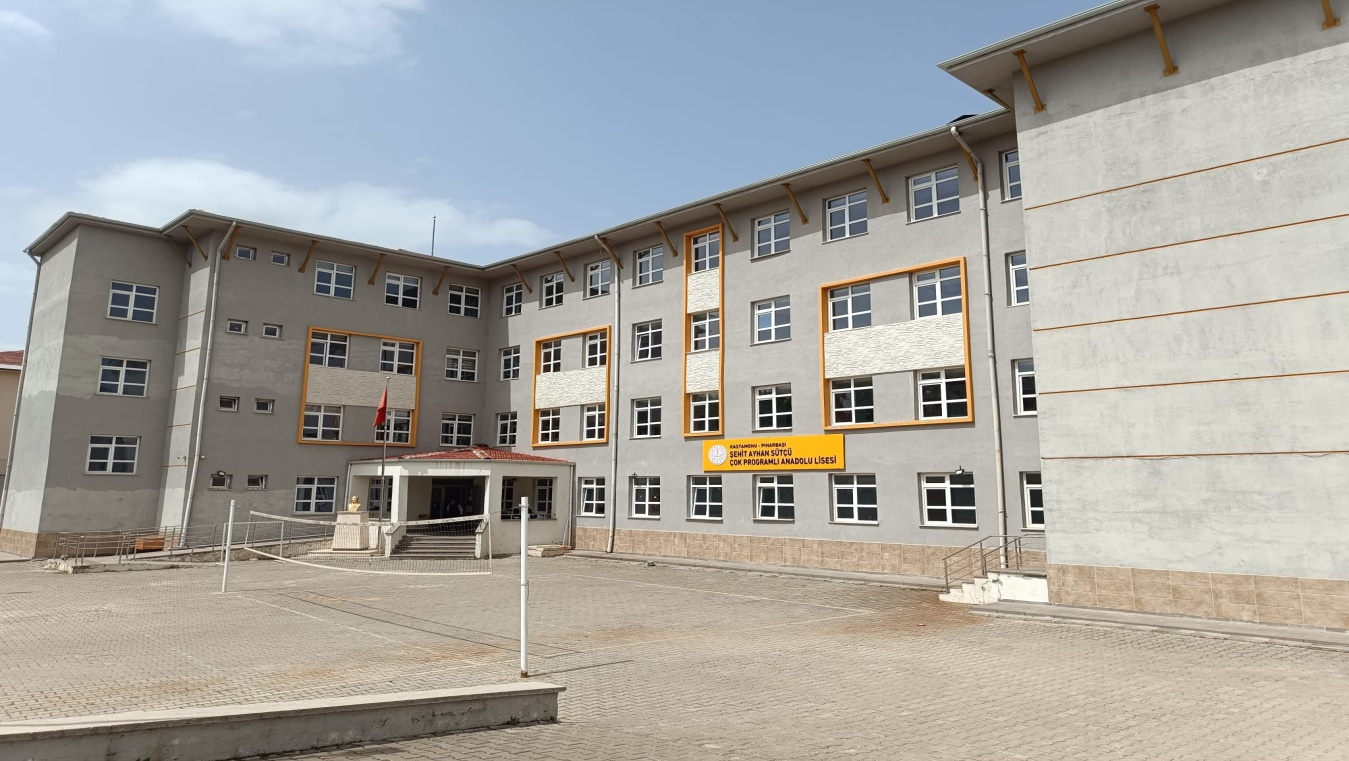 KASTAMONU - PINARBAŞI
ŞEHİT AYHAN SÜTÇÜ
ÇOK PROGRAMLI ANADOLU LİSESİ